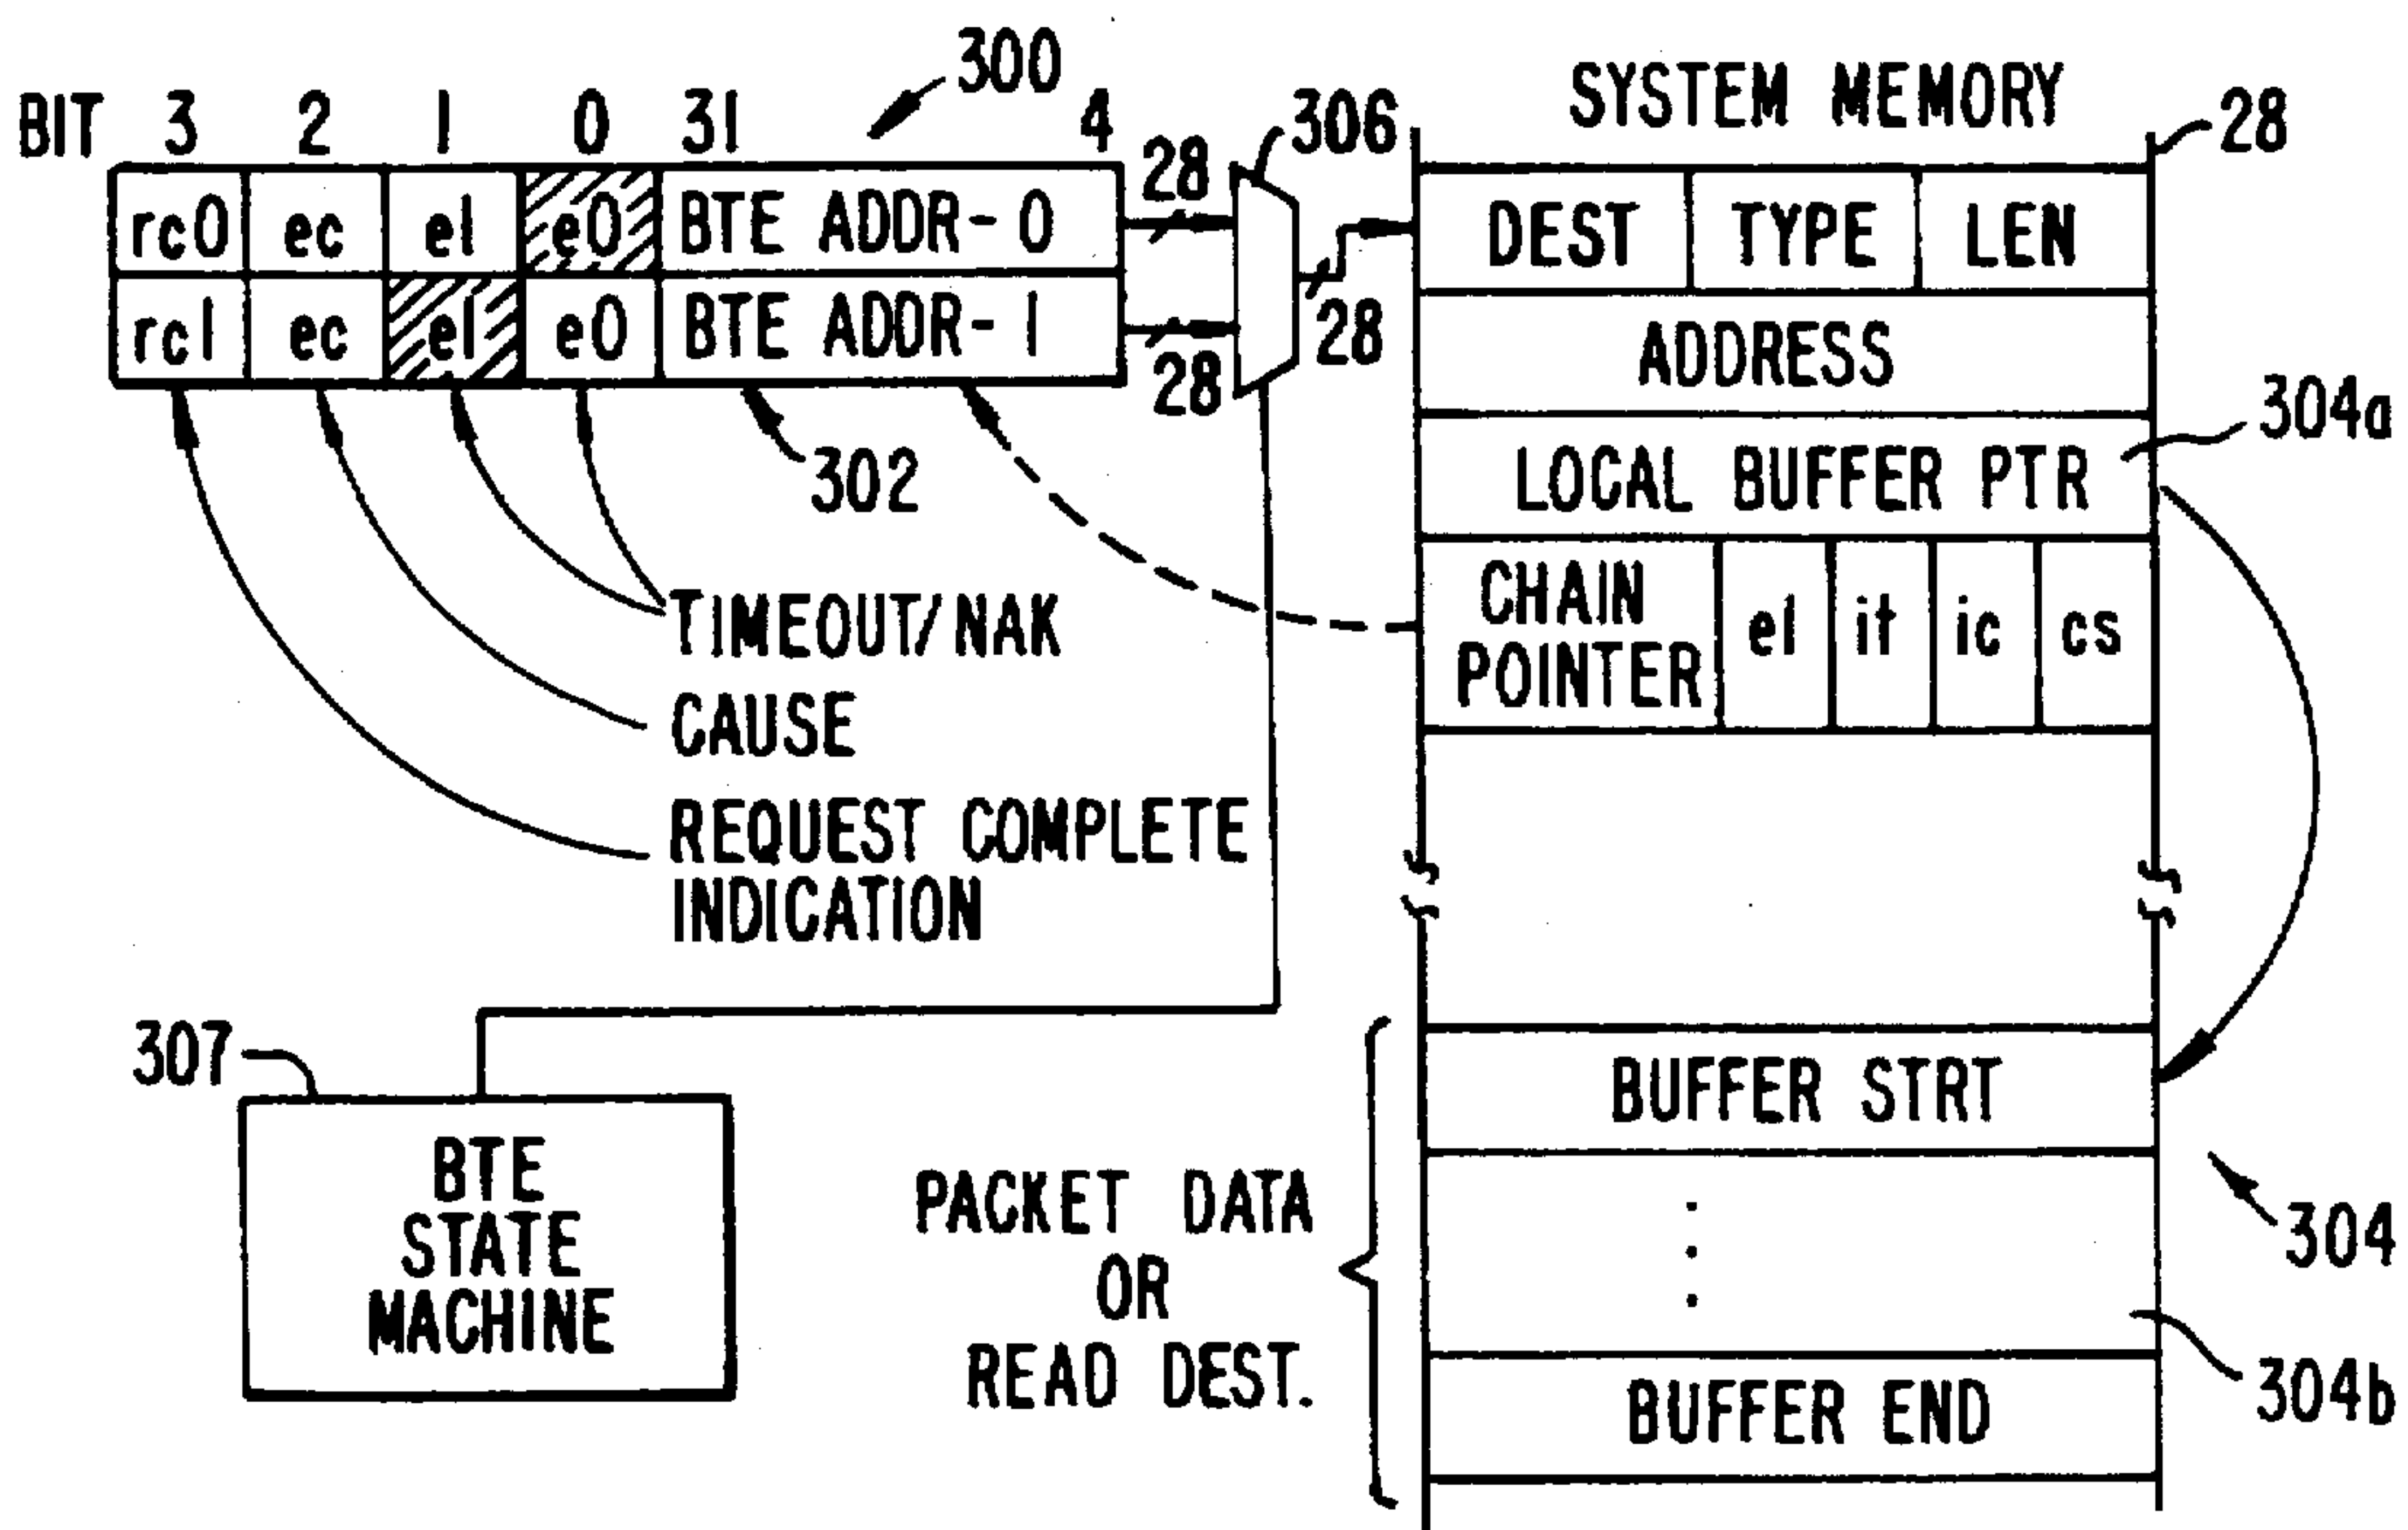 300
SYSTEM MEMORY
BIT 3 2 1 0 31 4
28
306
28
rc0 ec e1 e0 BTE ADDR-0
DEST TYPE LEN
rc1 ec e1 e0 BTE ADDR-1
28
28
ADDRESS
302
304a
LOCAL BUFFER PTR
TIMEOUT/NAK
CHAIN
POINTER
e1 it ic cs
CAUSE
REQUEST COMPLETE
INDICATION
307
BTE
STATE
MACHINE
BUFFER STRT
PACKET DATA
OR
READ DEST.
304
304b
BUFFER END